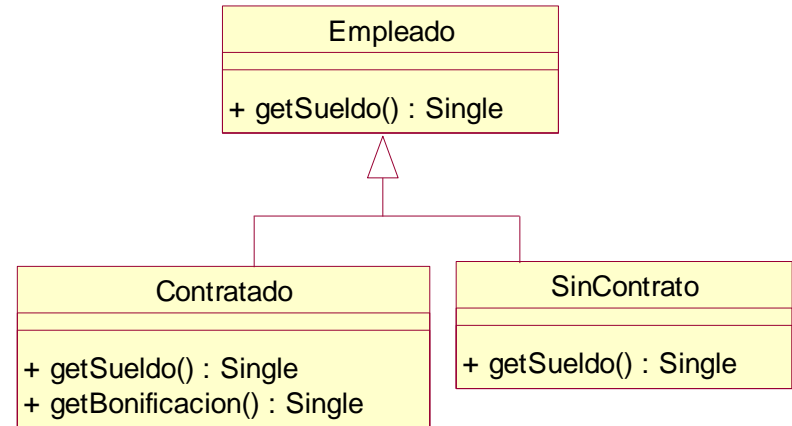 Empleado
+ getSueldo() : Single
Contratado
+ getSueldo() : Single
+ getBonificacion() : Single
SinContrato
+ getSueldo() : Single